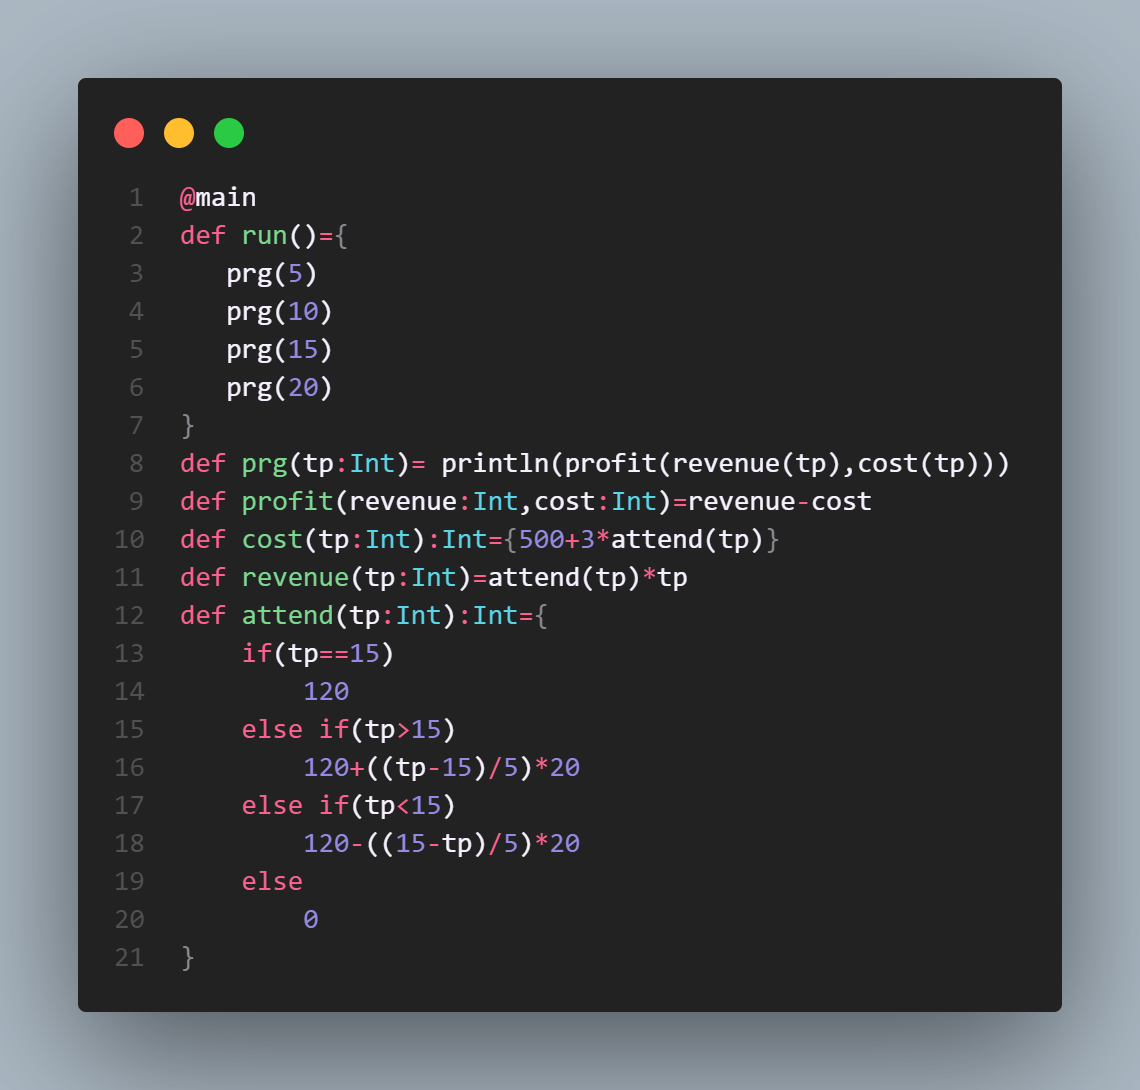 1 @main
2 def run()={
3    prg(5)
4    prg(10)
5    prg(15)
6    prg(20)
7 }
8 def prg(tp:Int)= println(profit(revenue(tp),cost(tp)))
9 def profit(revenue:Int,cost:Int)=revenue-cost
10 def cost(tp:Int):Int={500+3*attend(tp)}
11 def revenue(tp:Int)=attend(tp)*tp
12 def attend(tp:Int):Int={
13     if(tp==15)
14         120
15     else if(tp>15)
16         120+((tp-15)/5)*20
17     else if(tp<15)
18         120-((15-tp)/5)*20
19     else
20         0
21 }